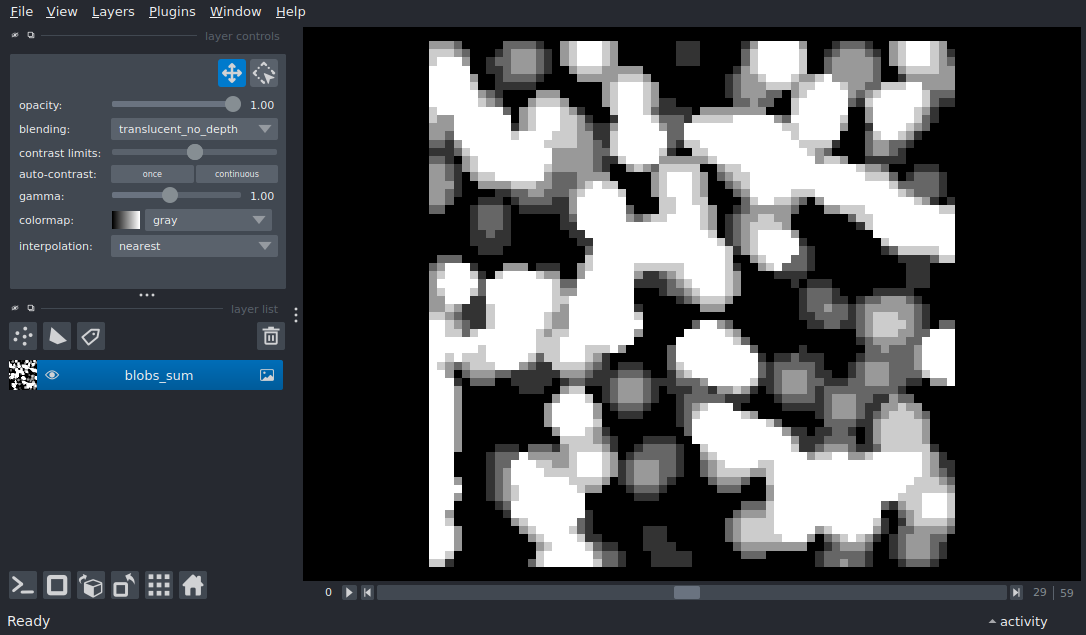 File View Layers Plugins Window Help
layer controls
opacity: 1.00
blending: translucent_no_depth
contrast limits:
auto-contrast: once continuous
gamma: 1.00
colormap: gray
interpolation: nearest
layer list
blobs_sum
0 29 59
Ready activity